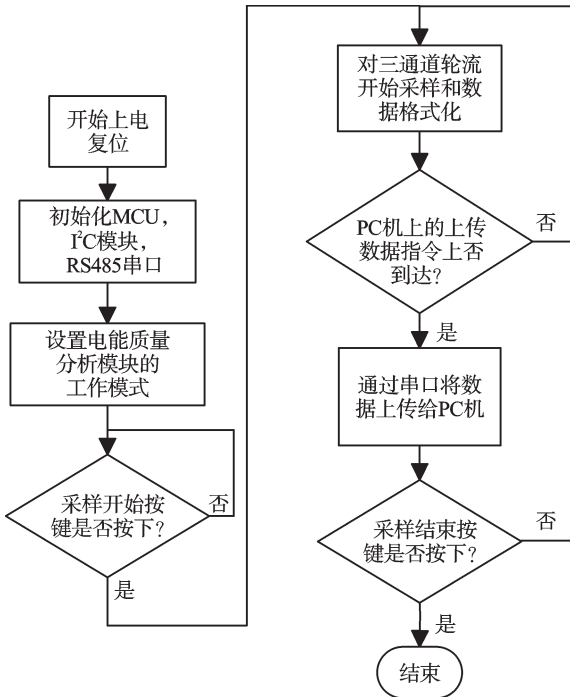 开始上电
复位
初始化MCU，
I²C模块，
RS485串口
设置电能质量
分析模块的
工作模式
采样开始按
键是否按下？
否
是
对三通道轮流
开始采样和数
据格式化
PC机上的上传
数据指令上否
到达？
否
是
通过串口将数
据上传给PC机
采样结束按
键是否按下？
否
是
结束